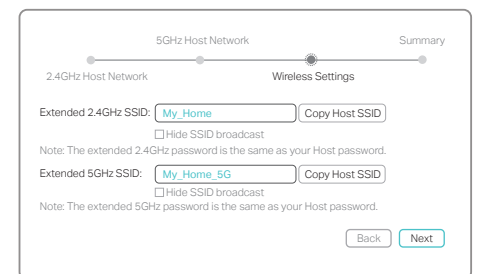 5GHz Host Network Summary
2.4GHz Host Network Wireless Settings
Extended 2.4GHz SSID: My_Home Copy Host SSID
Hide SSID broadcast
Note: The extended 2.4GHz password is the same as your Host password.
Extended 5GHz SSID: My_Home_5G Copy Host SSID
Hide SSID broadcast
Note: The extended 5GHz password is the same as your Host password.
Back Next